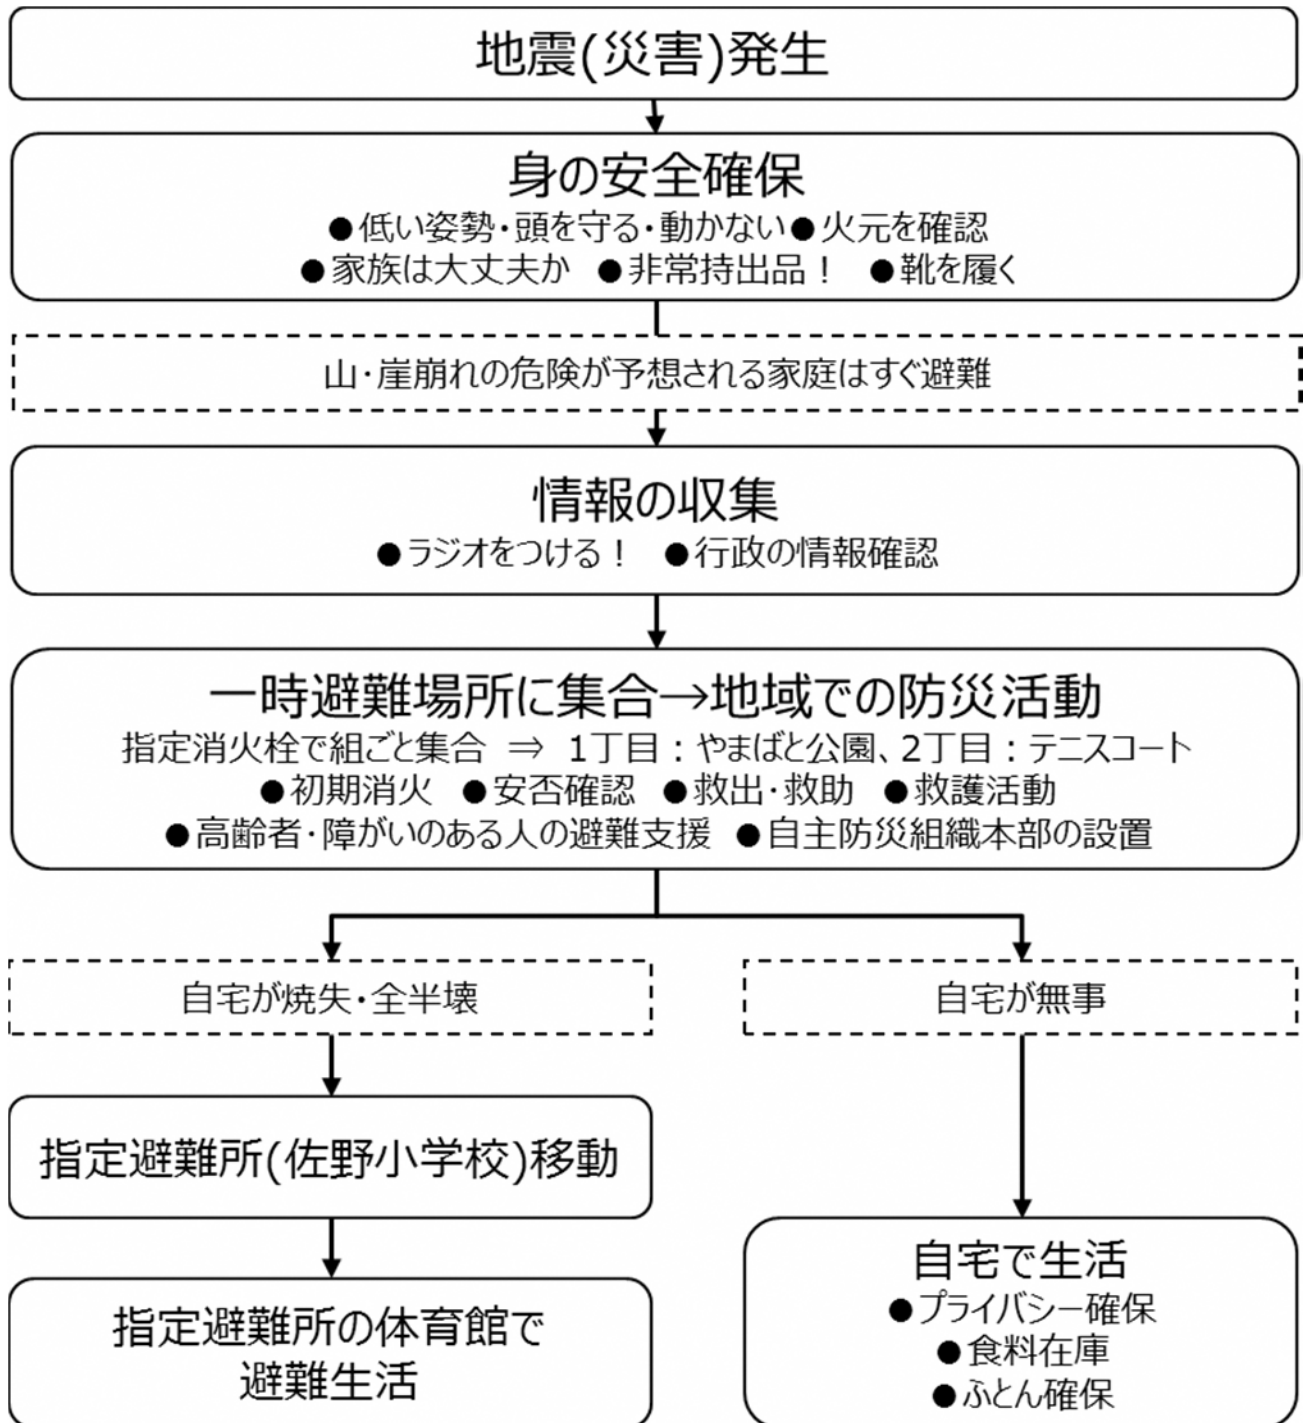 地震(災害)発生
身の安全確保
●低い姿勢・頭を守る・動かない●火元を確認
●家族は大丈夫か ●非常持出品！ ●靴を履く
山・崖崩れの危険が予想される家庭はすぐ避難
情報の収集
●ラジオをつける！ ●行政の情報確認
一時避難場所に集合→地域での防災活動
指定消火栓で組ごと集合 ⇒ 1丁目：やまばと公園、2丁目：テニスコート
●初期消火 ●安否確認 ●救出・救助 ●救護活動
●高齢者・障がいのある人の避難支援 ●自主防災組織本部の設置
自宅が焼失・全半壊
指定避難所(佐野小学校)移動
指定避難所の体育館で
避難生活
自宅が無事
自宅で生活
●プライバシー確保
●食料在庫
●ふとん確保